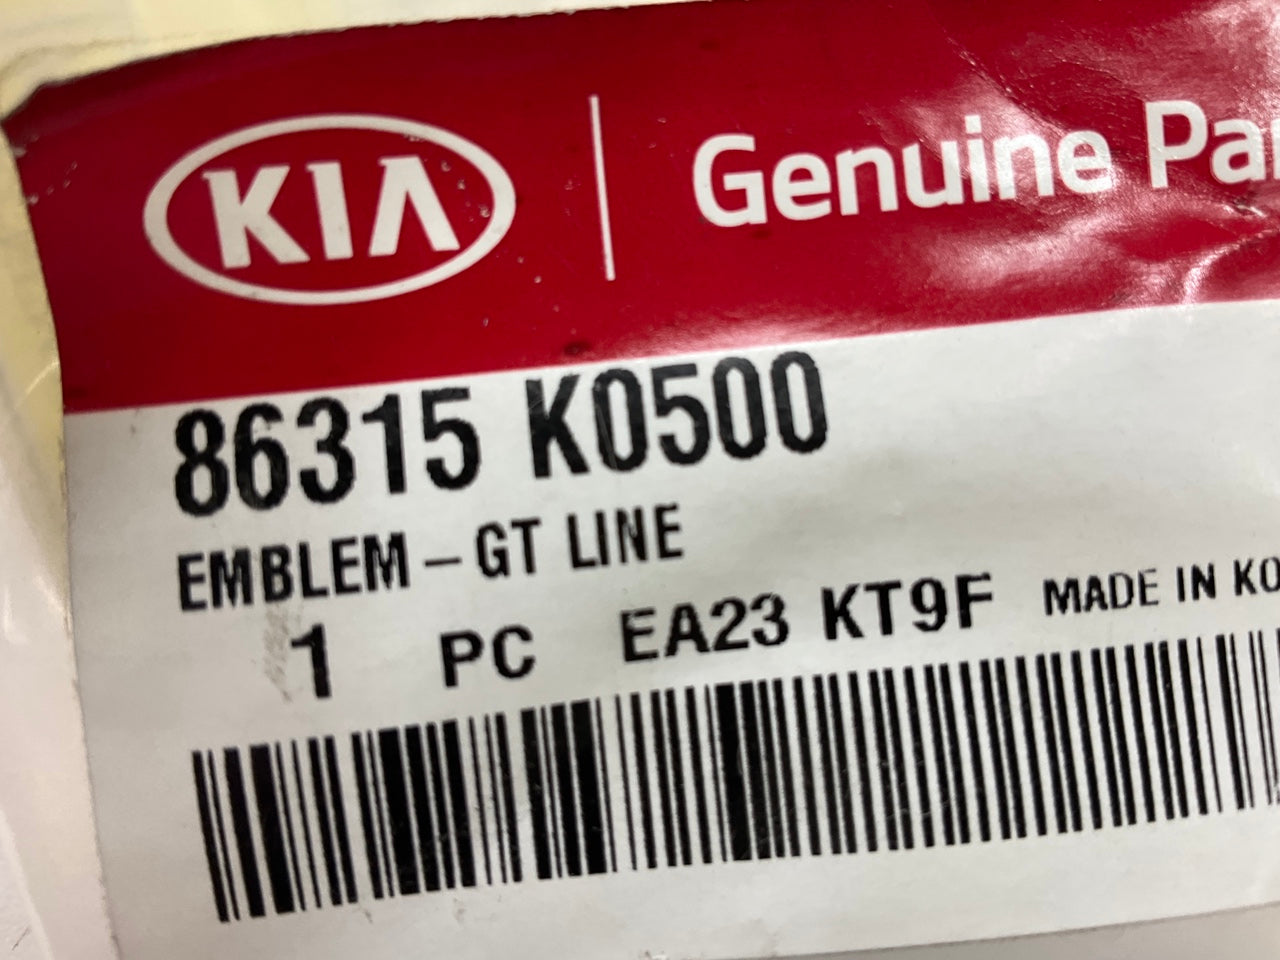 KIA Genuine Pa
86315 K0500
EMBLEM - GT LINE
1 PC EA23 KT9F MADE IN KO